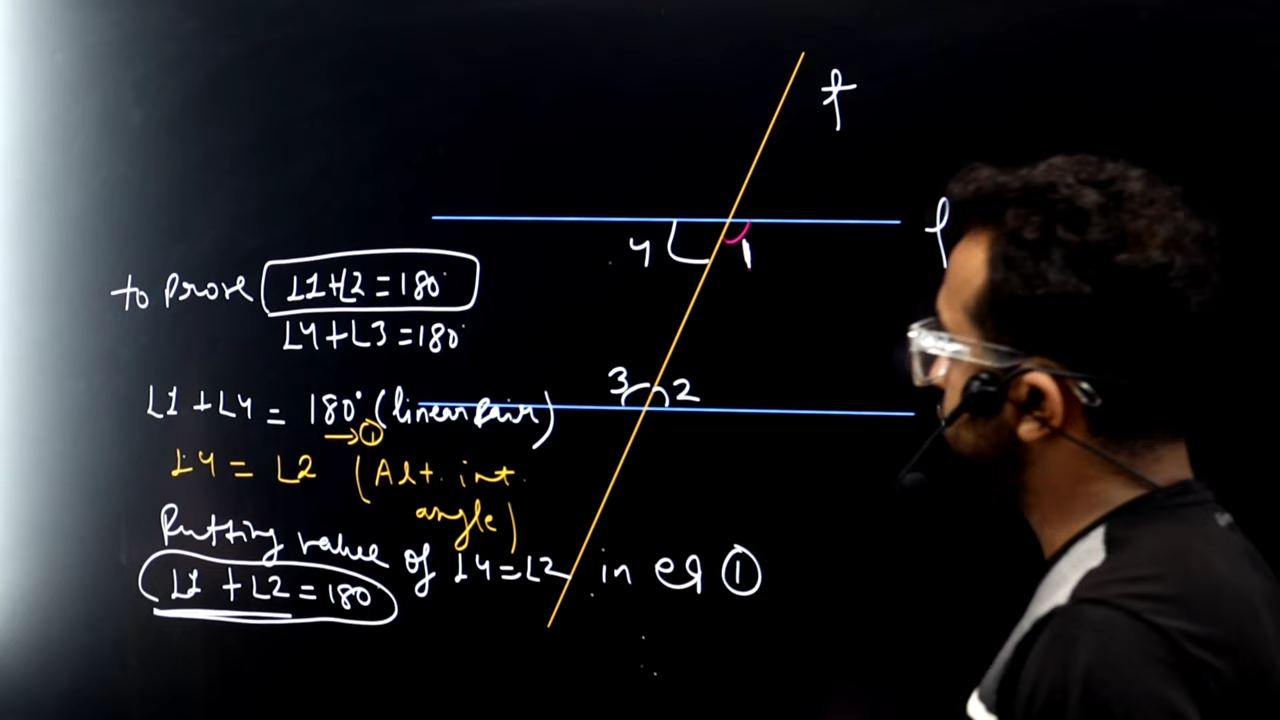 t
l
4 1
to prove ∠1+∠2 = 180°
∠4+∠3 = 180°
3 2
∠1 + ∠4 = 180° (linear pair)
→ ①
∠4 = ∠2 (Alt. int.
angle)
Putting value of ∠4=∠2 in eq ①
∠1 + ∠2 = 180